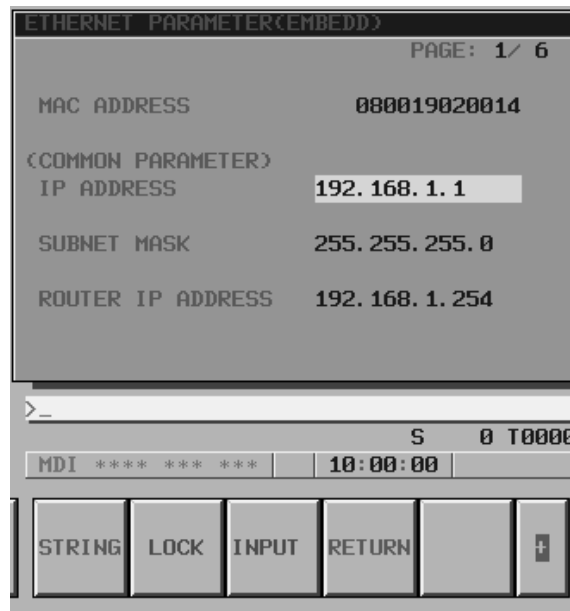 ETHERNET PARAMETER(EMBEDD)
PAGE: 1/ 6
MAC ADDRESS 080019020014
(COMMON PARAMETER)
IP ADDRESS 192.168.1.1
SUBNET MASK 255.255.255.0
ROUTER IP ADDRESS 192.168.1.254
>_
S 0 T0000
MDI **** *** *** 10:00:00
STRING LOCK INPUT RETURN +